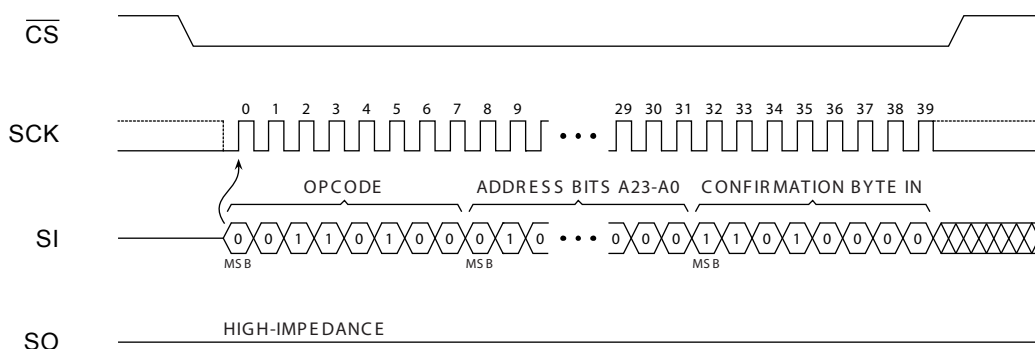 CS
0 1 2 3 4 5 6 7 8 9 29 30 31 32 33 34 35 36 37 38 39
SCK •••
OPCODE ADDRESS BITS A23-A0 CONFIRMATION BYTE IN
SI 0 0 1 1 0 1 0 0 0 1 0 ••• 0 0 0 1 1 0 1 0 0 0 0
MSB MSB MSB
HIGH-IMPEDANCE
SO